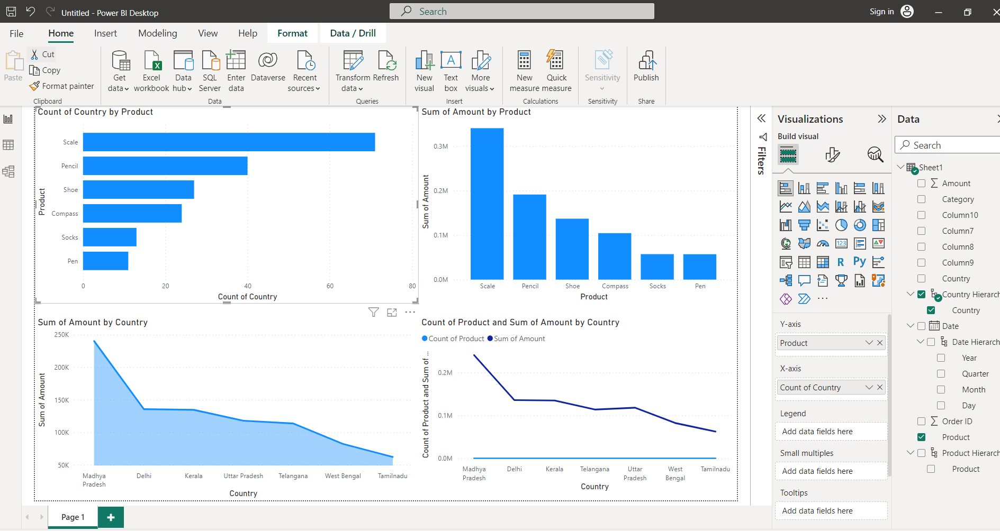 Untitled - Power BI Desktop
Search
Sign in
File
Home
Insert
Modeling
View
Help
Format
Data / Drill
Paste
Cut
Copy
Format painter
Clipboard
Get data
Excel workbook
Data hub
SQL Server
Enter data
Dataverse
Recent sources
Data
Transform data
Refresh
Queries
New visual
Text box
More visuals
Insert
New measure
Quick measure
Calculations
Sensitivity
Sensitivity
Publish
Share
Count of Country by Product
Product
Scale
Pencil
Shoe
Compass
Socks
Pen
0
20
40
60
80
Count of Country
Sum of Amount by Product
Sum of Amount
0.3M
0.2M
0.1M
0.0M
Scale
Pencil
Shoe
Compass
Socks
Pen
Product
Sum of Amount by Country
Sum of Amount
250K
200K
150K
100K
50K
Madhya Pradesh
Delhi
Kerala
Uttar Pradesh
Telangana
West Bengal
Tamilnadu
Country
Count of Product and Sum of Amount by Country
Count of Product
Sum of Amount
Count of Product and Sum of ...
0.2M
0.1M
0.0M
Madhya Pradesh
Delhi
Kerala
Telangana
Uttar Pradesh
West Bengal
Tamilnadu
Country
Page 1
Filters
Visualizations
Build visual
123
R
Py
Y-axis
Product
X-axis
Count of Country
Legend
Add data fields here
Small multiples
Add data fields here
Tooltips
Add data fields here
Data
Search
Sheet1
Amount
Category
Column10
Column7
Column8
Column9
Country
Country Hierarch
Country
Date
Date Hierarch
Year
Quarter
Month
Day
Order ID
Product
Product Hierarch
Product